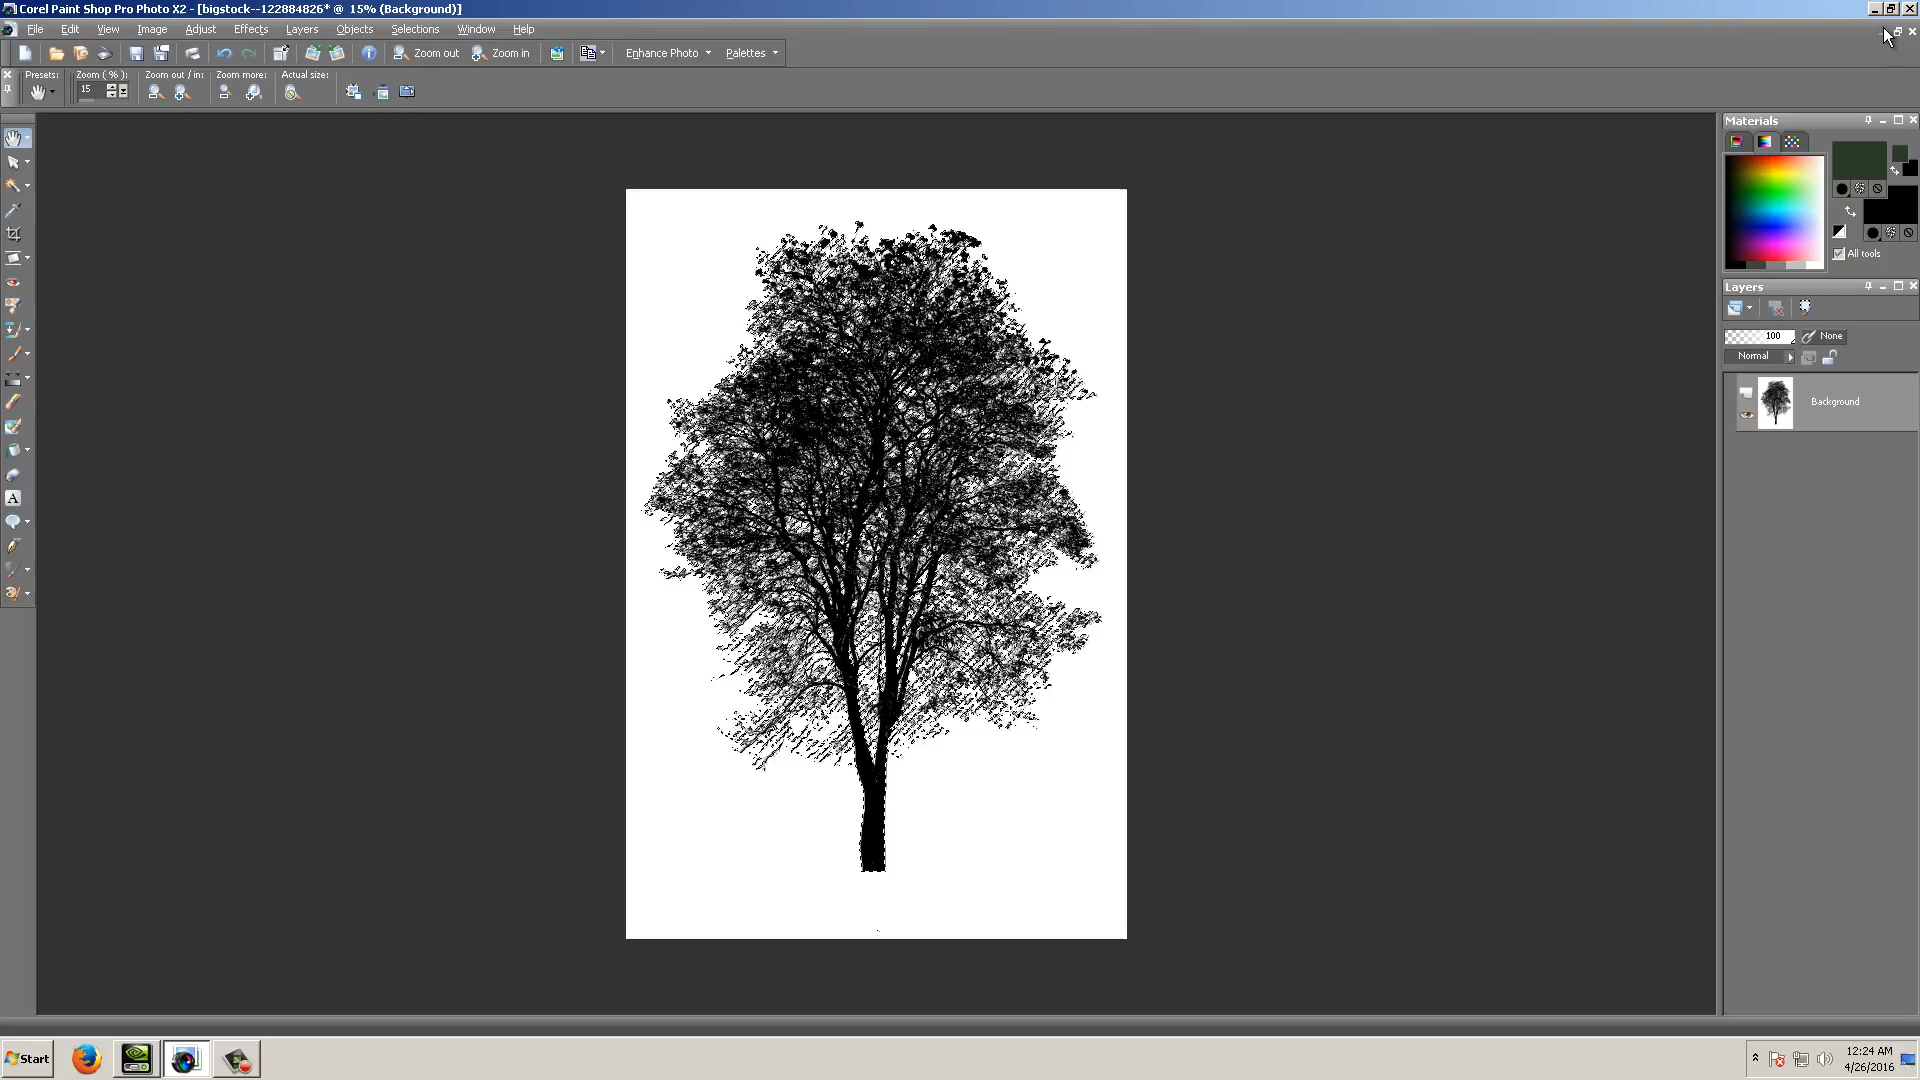 Corel Paint Shop Pro Photo X2 - [bigstock--122884826* @ 15% (Background)]
File Edit View Image Adjust Effects Layers Objects Selections Window Help
Zoom out Zoom in Enhance Photo Palettes
Presets: Zoom (%): Zoom out / in: Zoom more: Actual size:
15
Materials
All tools
Layers
100 None
Normal
Background
A
Start
12:24 AM
4/26/2016